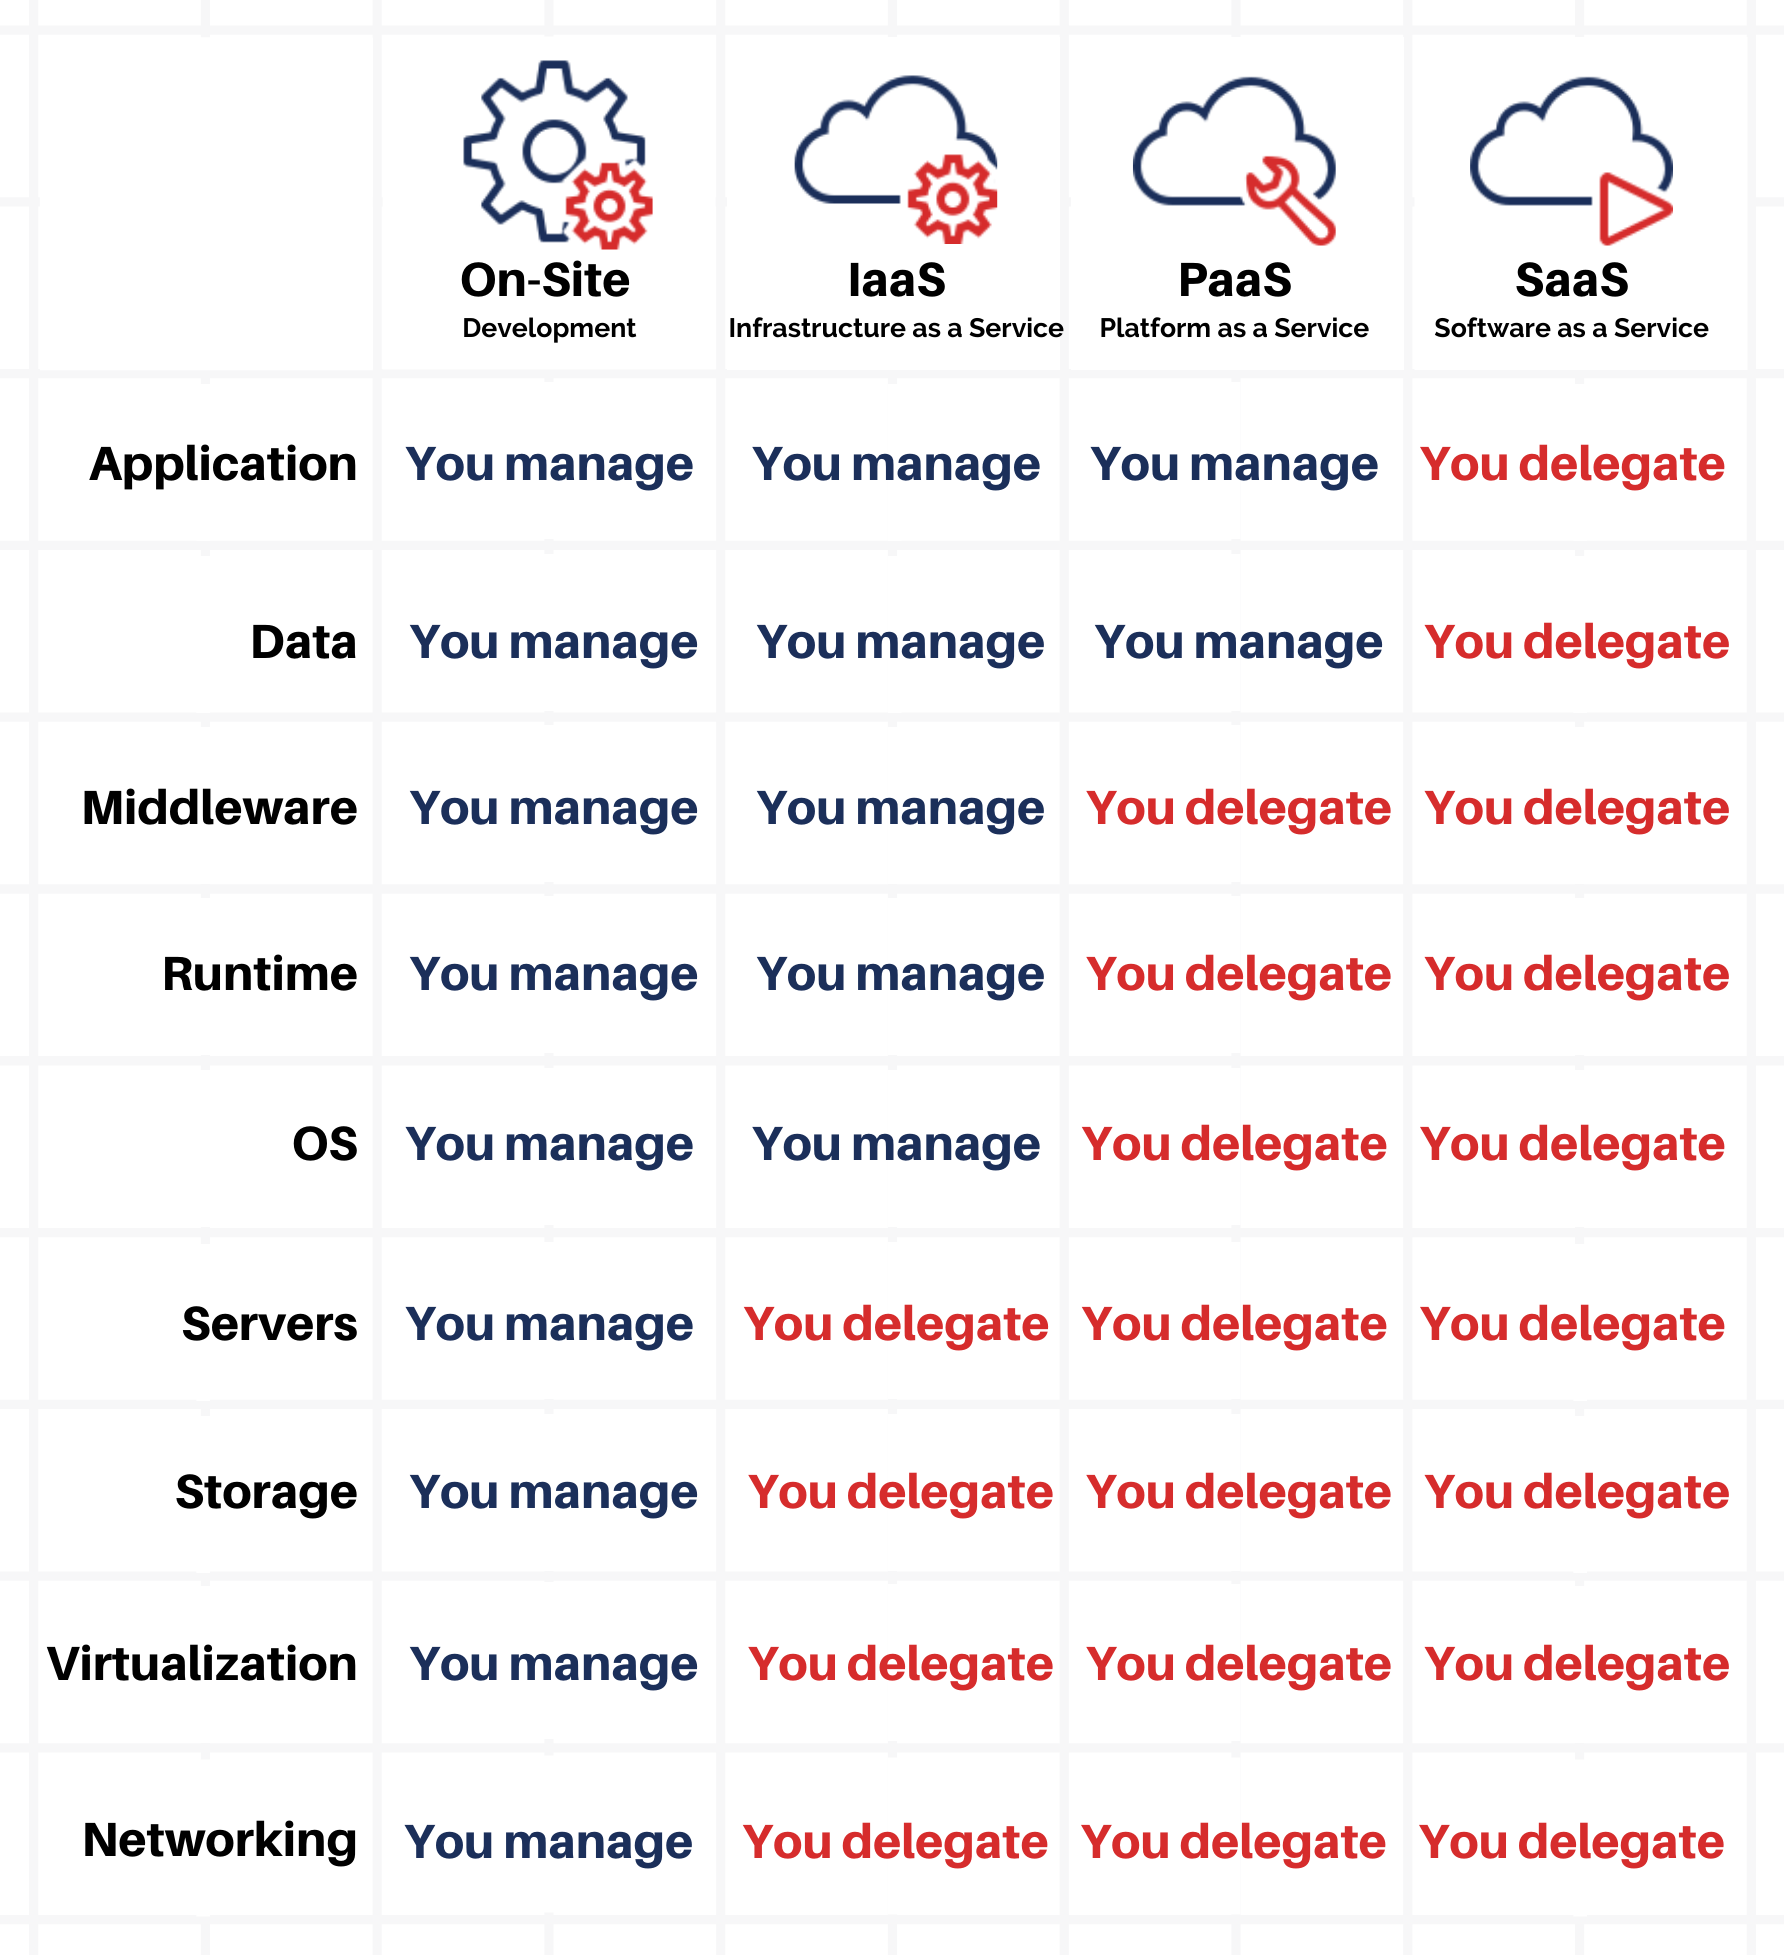 On-Site IaaS PaaS SaaS
Development Infrastructure as a Service Platform as a Service Software as a Service
Application You manage You manage You manage You delegate
Data You manage You manage You manage You delegate
Middleware You manage You manage You delegate You delegate
Runtime You manage You manage You delegate You delegate
OS You manage You manage You delegate You delegate
Servers You manage You delegate You delegate You delegate
Storage You manage You delegate You delegate You delegate
Virtualization You manage You delegate You delegate You delegate
Networking You manage You delegate You delegate You delegate